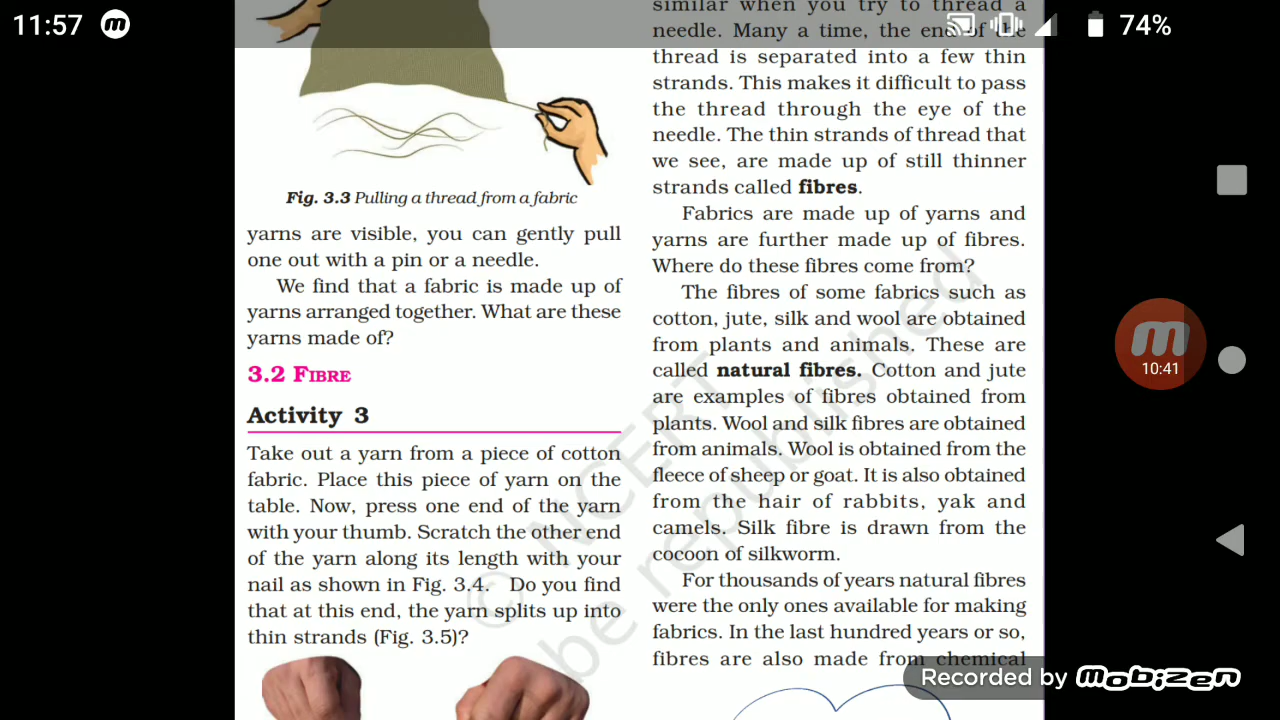 11:57
74%
Fig. 3.3 Pulling a thread from a fabric
yarns are visible, you can gently pull
one out with a pin or a needle.
We find that a fabric is made up of
yarns arranged together. What are these
yarns made of?
3.2 FIBRE
Activity 3
Take out a yarn from a piece of cotton
fabric. Place this piece of yarn on the
table. Now, press one end of the yarn
with your thumb. Scratch the other end
of the yarn along its length with your
nail as shown in Fig. 3.4. Do you find
that at this end, the yarn splits up into
thin strands (Fig. 3.5)?
similar when you try to thread a
needle. Many a time, the end of the
thread is separated into a few thin
strands. This makes it difficult to pass
the thread through the eye of the
needle. The thin strands of thread that
we see, are made up of still thinner
strands called fibres.
Fabrics are made up of yarns and
yarns are further made up of fibres.
Where do these fibres come from?
The fibres of some fabrics such as
cotton, jute, silk and wool are obtained
from plants and animals. These are
called natural fibres. Cotton and jute
are examples of fibres obtained from
plants. Wool and silk fibres are obtained
from animals. Wool is obtained from the
fleece of sheep or goat. It is also obtained
from the hair of rabbits, yak and
camels. Silk fibre is drawn from the
cocoon of silkworm.
For thousands of years natural fibres
were the only ones available for making
fabrics. In the last hundred years or so,
fibres are also made from chemical
© NCERT
be republished
10:41
Recorded by mobizen